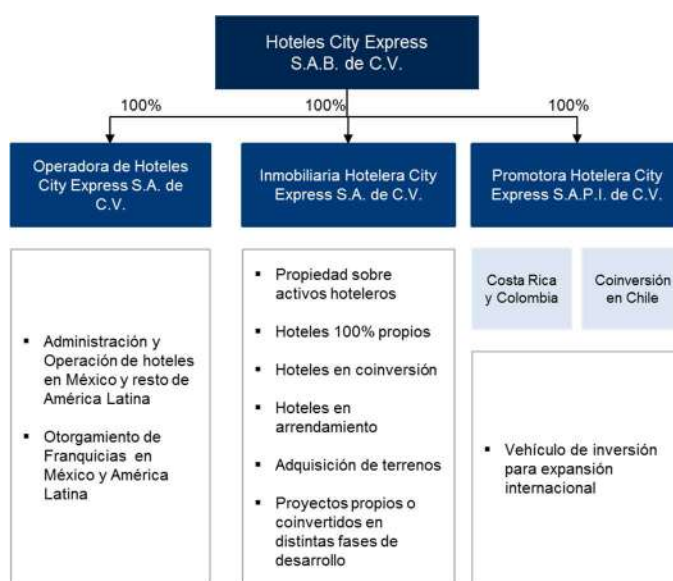 Hoteles City Express
S.A.B. de C.V.
100%
100%
100%
Operadora de Hoteles
City Express S.A. de
C.V.
Inmobiliaria Hotelera City
Express S.A. de C.V.
Promotora Hotelera City
Express S.A.P.I. de C.V.
▪ Administración y
Operación de hoteles
en México y resto de
América Latina
▪ Otorgamiento de
Franquicias en
México y América
Latina
▪ Propiedad sobre
activos hoteleros
▪ Hoteles 100% propios
▪ Hoteles en coinversión
▪ Hoteles en
arrendamiento
▪ Adquisición de terrenos
▪ Proyectos propios o
coinvertidos en
distintas fases de
desarrollo
Costa Rica
y Colombia
Coinversión
en Chile
▪ Vehículo de inversión
para expansión
internacional